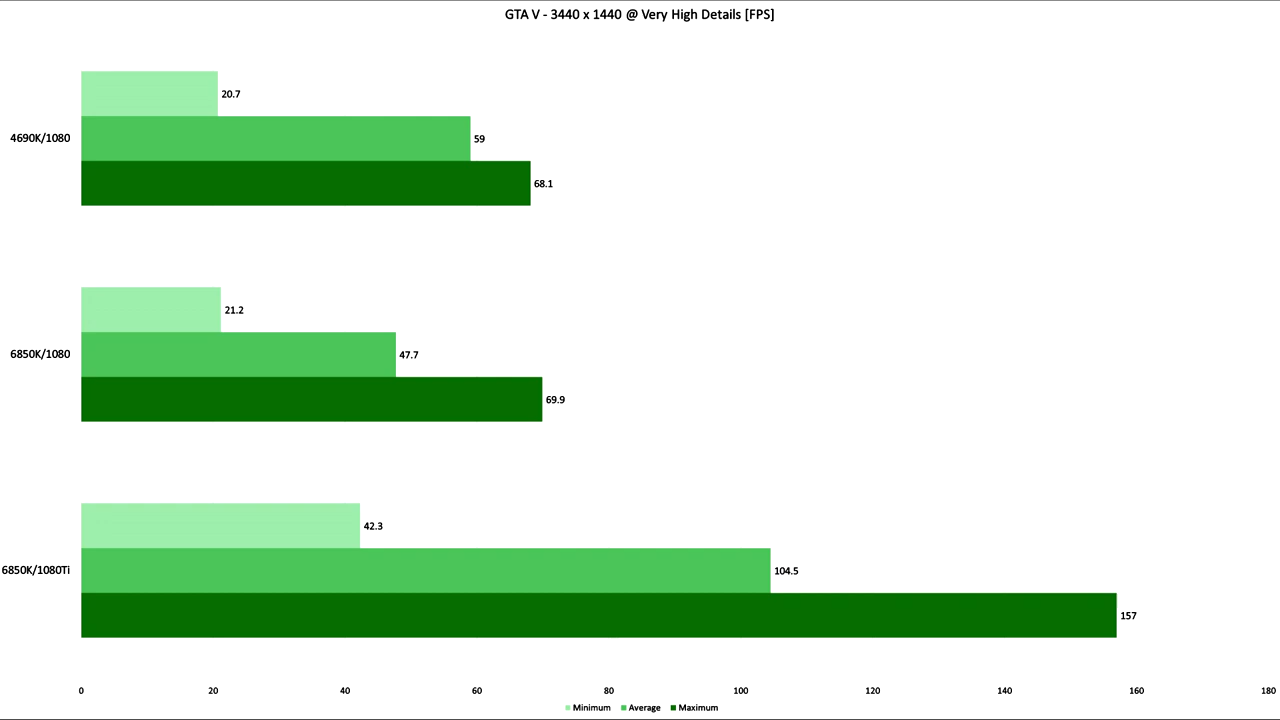 GTA V - 3440 x 1440 @ Very High Details [FPS]
20.7
4690K/1080
59
68.1
21.2
6850K/1080
47.7
69.9
42.3
6850K/1080Ti
104.5
157
0 20 40 60 80 100 120 140 160 180
Minimum Average Maximum